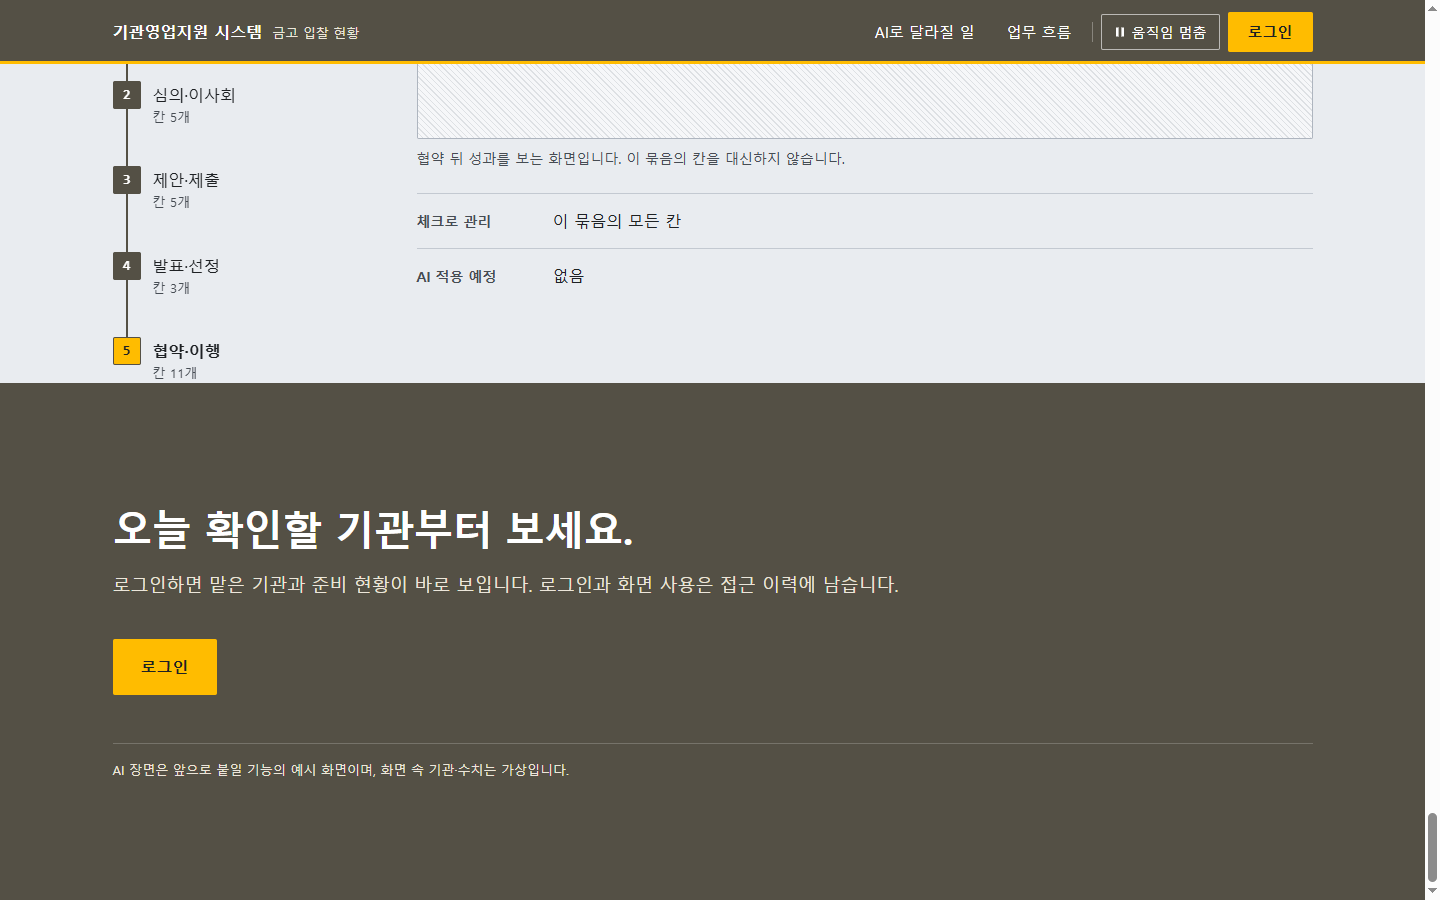 기관영업지원 시스템 금고 입찰 현황
AI로 달라질 일
업무 흐름
움직임 멈춤
로그인
2
심의·이사회
칸 5개
3
제안·제출
칸 5개
4
발표·선정
칸 3개
5
협약·이행
칸 11개
협약 뒤 성과를 보는 화면입니다. 이 묶음의 칸을 대신하지 않습니다.
체크로 관리 이 묶음의 모든 칸
AI 적용 예정 없음
오늘 확인할 기관부터 보세요.
로그인하면 맡은 기관과 준비 현황이 바로 보입니다. 로그인과 화면 사용은 접근 이력에 남습니다.
로그인
AI 장면은 앞으로 붙일 기능의 예시 화면이며, 화면 속 기관·수치는 가상입니다.